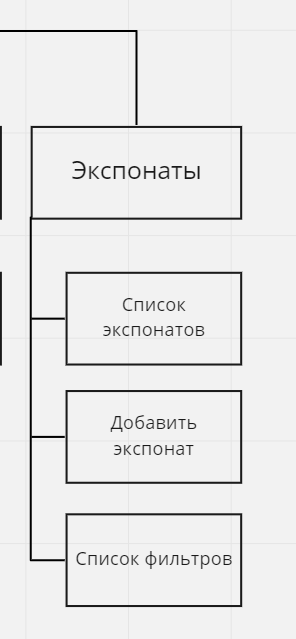 Экспонаты
Список
экспонатов
Добавить
экспонат
Список фильтров